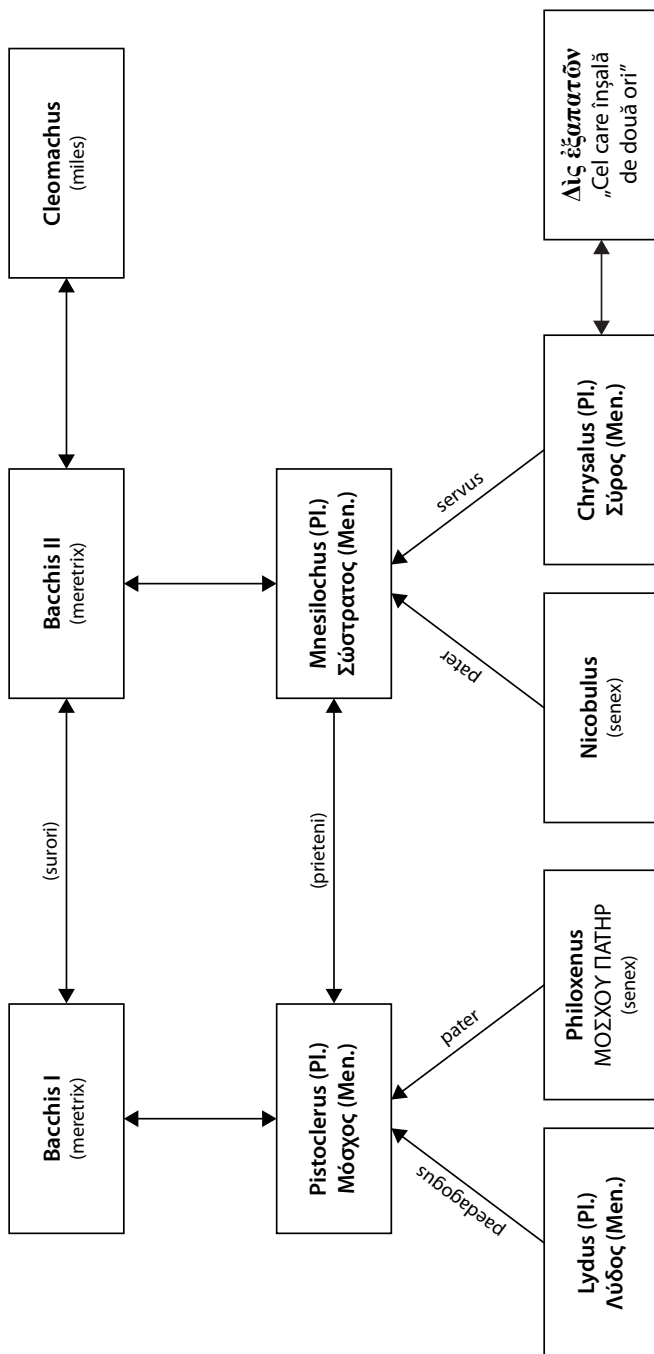 Bacchis I
(meretrix)
(surori)
Bacchis II
(meretrix)
Cleomachus
(miles)
Pistoclerus (Pl.)
Μόσχος (Men.)
(prieteni)
Mnesilochus (Pl.)
Σώστρατος (Men.)
paedagogus
pater
pater
servus
Lydus (Pl.)
Λύδος (Men.)
Philoxenus
ΜΟΣΧΟΥ ΠΑΤΗΡ
(senex)
Nicobulus
(senex)
Chrysalus (Pl.)
Σύρος (Men.)
Δὶς ἐξαπατῶν
„Cel care înșală
de două ori”